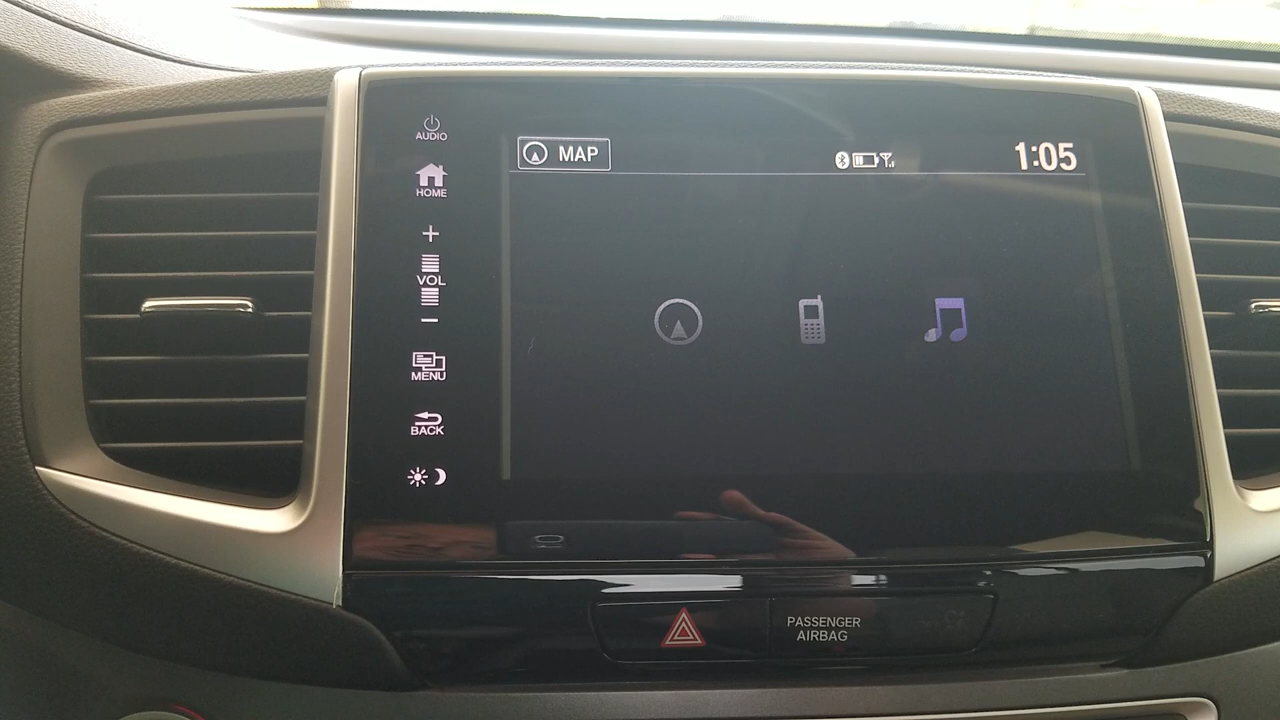 AUDIO
HOME
+
VOL
−
MENU
BACK
MAP
1:05
PASSENGER
AIRBAG